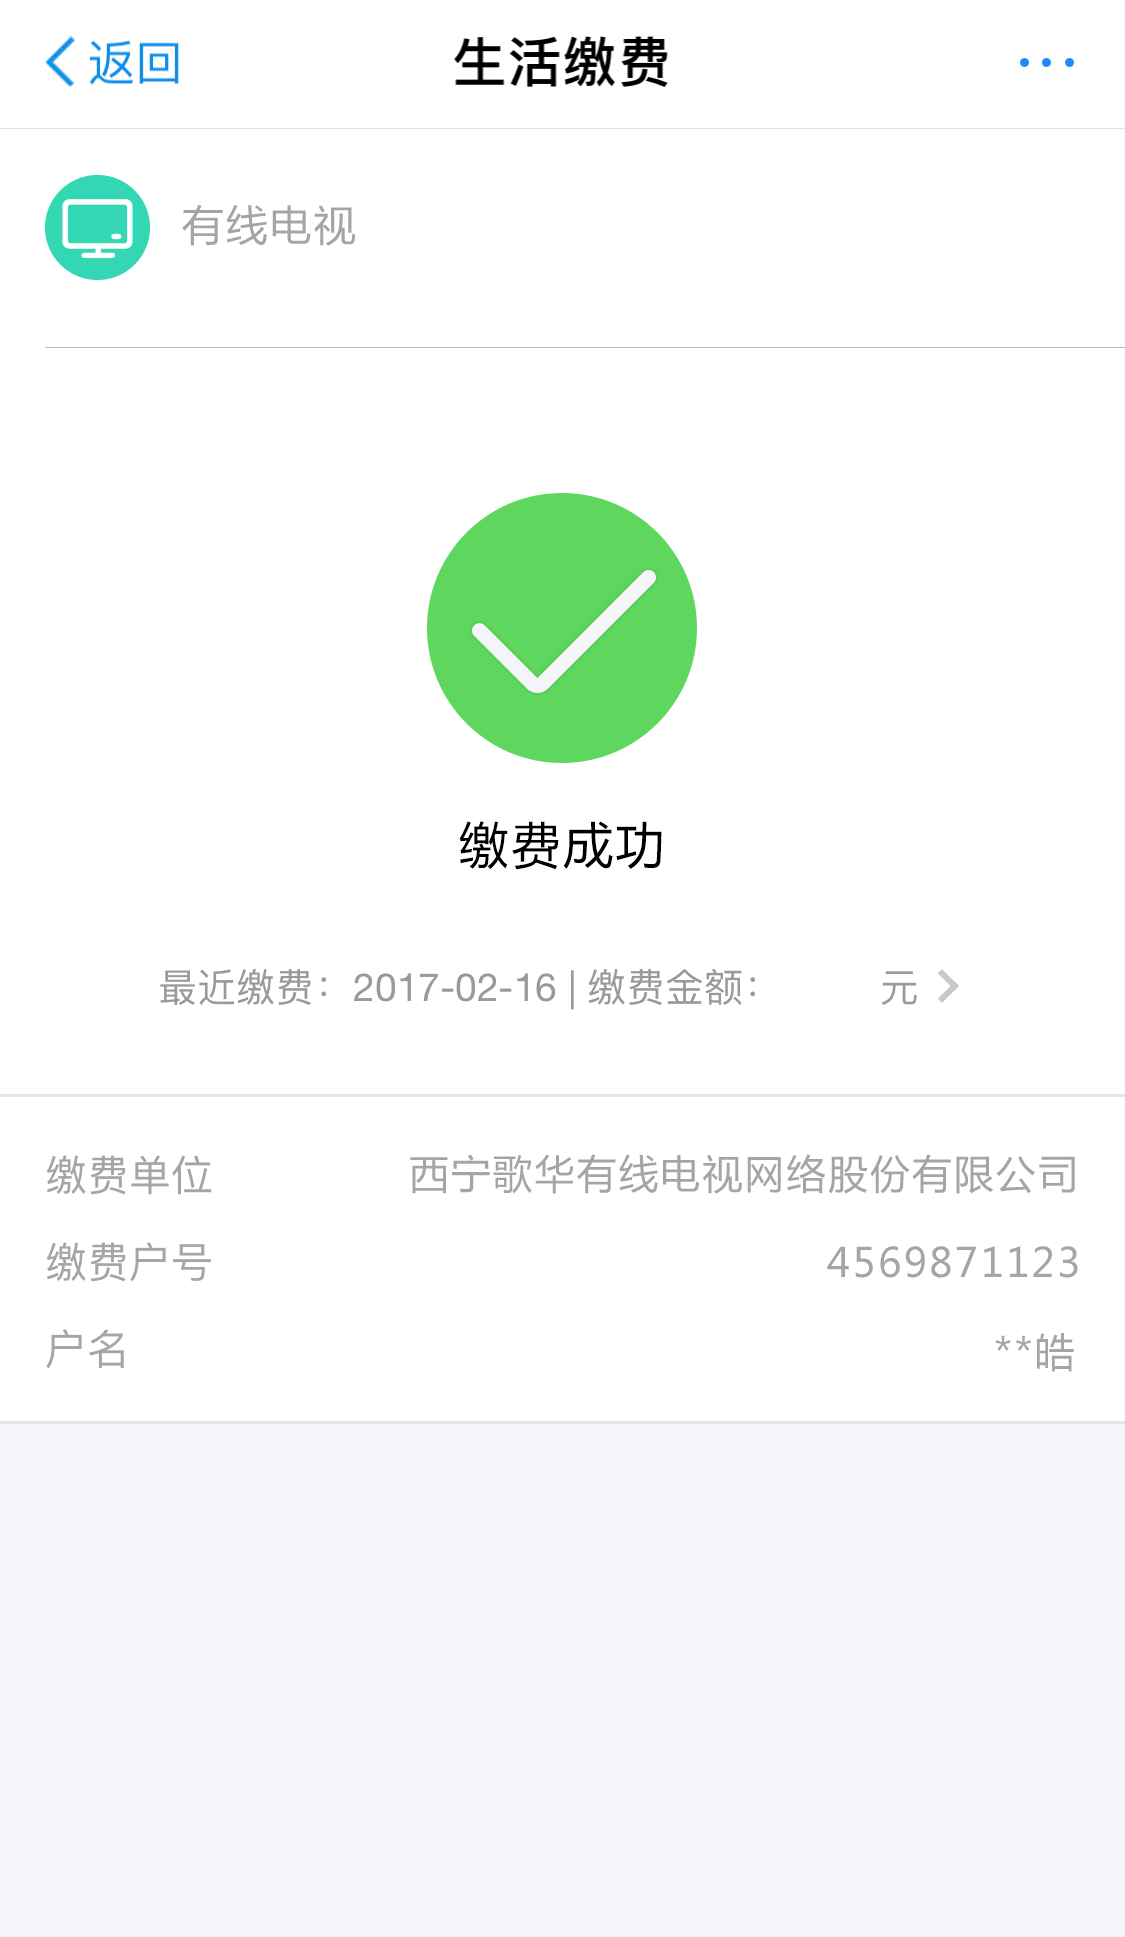 返回 生活缴费
有线电视
缴费成功
最近缴费：2017-02-16 | 缴费金额： 元
缴费单位 西宁歌华有线电视网络股份有限公司
缴费户号 4569871123
户名 **皓